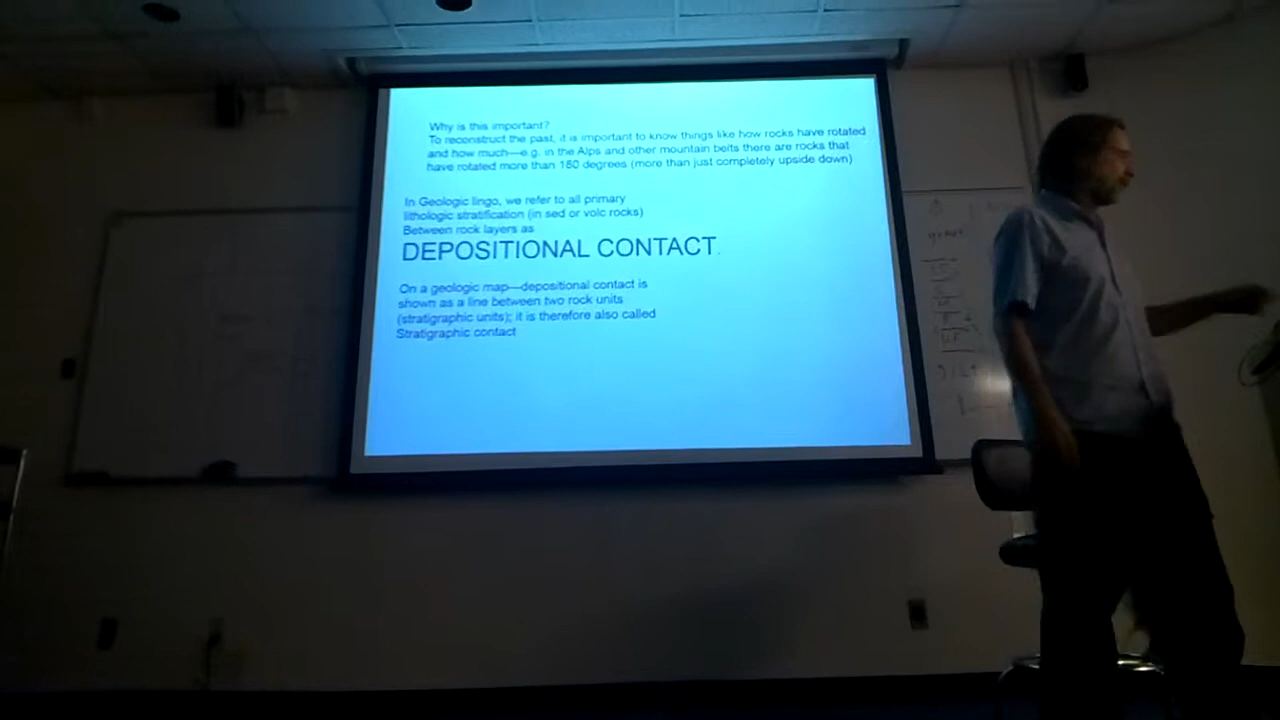 Why is this important?
To reconstruct the past, it is important to know things like how rocks have rotated
and how much—e.g. in the Alps and other mountain belts there are rocks that
have rotated more than 180 degrees (more than just completely upside down)
In Geologic lingo, we refer to all primary
lithologic stratification (in sed or volc rocks)
Between rock layers as
DEPOSITIONAL CONTACT.
On a geologic map—depositional contact is
shown as a line between two rock units
(stratigraphic units); it is therefore also called
Stratigraphic contact